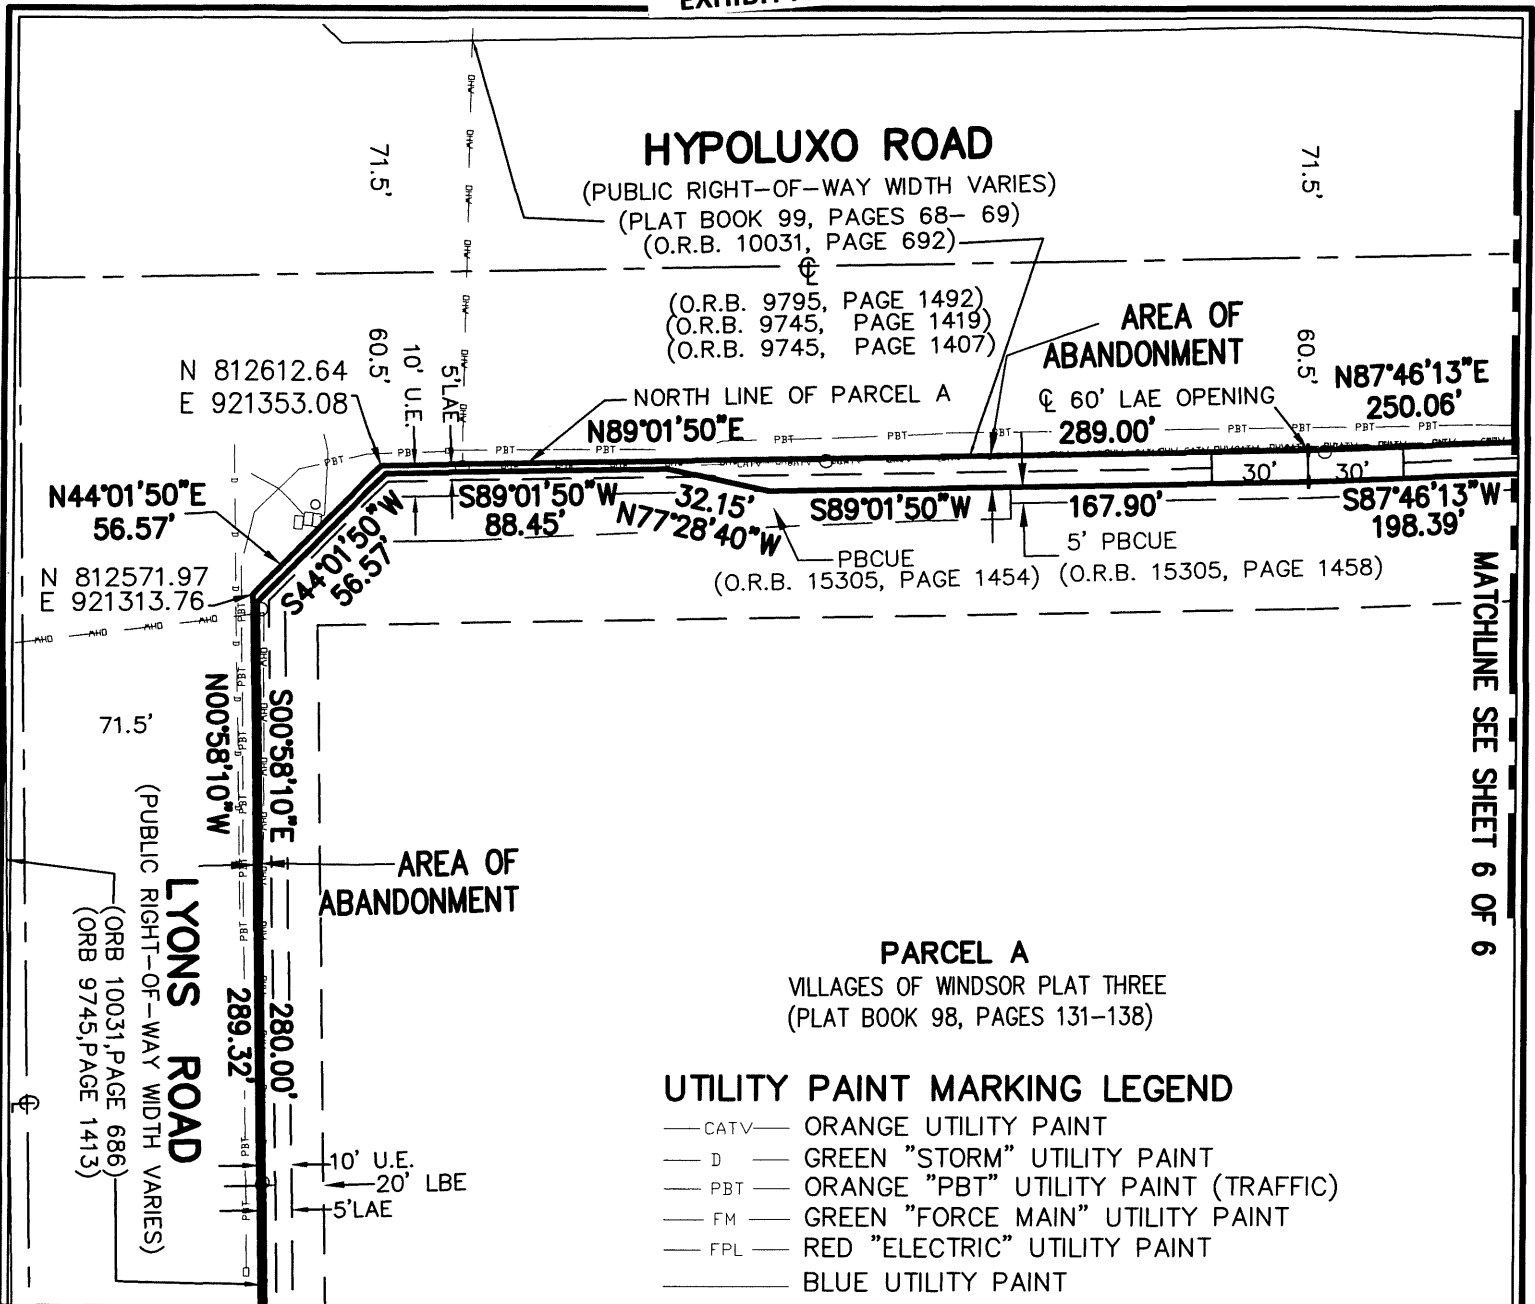 HYPOLUXO ROAD
(PUBLIC RIGHT-OF-WAY WIDTH VARIES)
(PLAT BOOK 99, PAGES 68- 69)
(O.R.B. 10031, PAGE 692)
71.5'
71.5'
℄
(O.R.B. 9795, PAGE 1492)
(O.R.B. 9745, PAGE 1419)
(O.R.B. 9745, PAGE 1407)
AREA OF
ABANDONMENT
60.5'
10' U.E.
5'LAE
60.5'
N 812612.64
E 921353.08
NORTH LINE OF PARCEL A
℄ 60' LAE OPENING
N87°46'13"E
250.06'
N89°01'50"E
289.00'
30'
30'
N44°01'50"E
56.57'
S44°01'50"W
56.57'
S89°01'50"W
88.45'
32.15'
N77°28'40"W
S89°01'50"W
167.90'
S87°46'13"W
198.39'
PBCUE
(O.R.B. 15305, PAGE 1454)
5' PBCUE
(O.R.B. 15305, PAGE 1458)
N 812571.97
E 921313.76
MATCHLINE SEE SHEET 6 OF 6
71.5'
N00°58'10"W
289.32'
S00°58'10"E
280.00'
AREA OF
ABANDONMENT
LYONS ROAD
(PUBLIC RIGHT-OF-WAY WIDTH VARIES)
(ORB 10031,PAGE 686)
(ORB 9745,PAGE 1413)
℄
10' U.E.
20' LBE
5'LAE
PARCEL A
VILLAGES OF WINDSOR PLAT THREE
(PLAT BOOK 98, PAGES 131-138)
UTILITY PAINT MARKING LEGEND
CATV ORANGE UTILITY PAINT
D GREEN "STORM" UTILITY PAINT
PBT ORANGE "PBT" UTILITY PAINT (TRAFFIC)
FM GREEN "FORCE MAIN" UTILITY PAINT
FPL RED "ELECTRIC" UTILITY PAINT
BLUE UTILITY PAINT